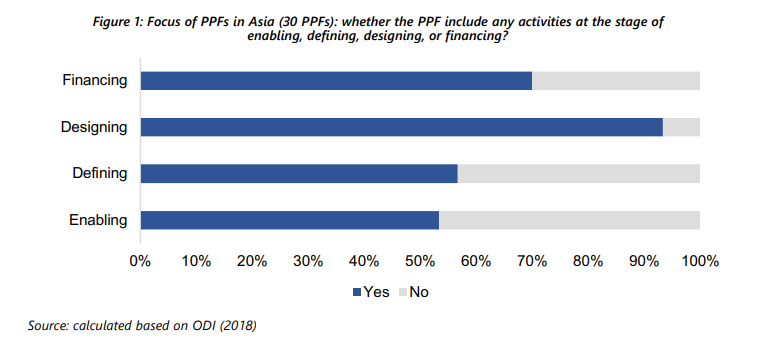 Figure 1: Focus of PPFs in Asia (30 PPFs): whether the PPF include any activities at the stage of
enabling, defining, designing, or financing?
Financing
Designing
Defining
Enabling
0% 10% 20% 30% 40% 50% 60% 70% 80% 90% 100%
Yes No
Source: calculated based on ODI (2018)